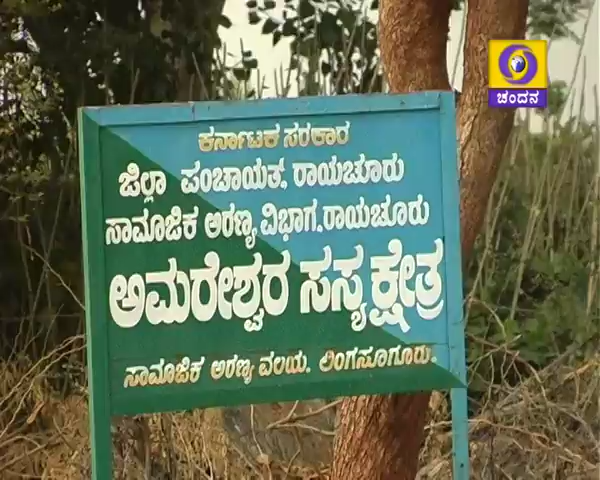 ಚಂದನ
ಕರ್ನಾಟಕ ಸರಕಾರ
ಜಿಲ್ಲಾ ಪಂಚಾಯತ್, ರಾಯಚೂರು
ಸಾಮಾಜಿಕ ಅರಣ್ಯ ವಿಭಾಗ, ರಾಯಚೂರು
ಅಮರೇಶ್ವರ ಸಸ್ಯಕ್ಷೇತ್ರ
ಸಾಮಾಜಿಕ ಅರಣ್ಯ ವಲಯ. ಲಿಂಗಸೂಗೂರು.